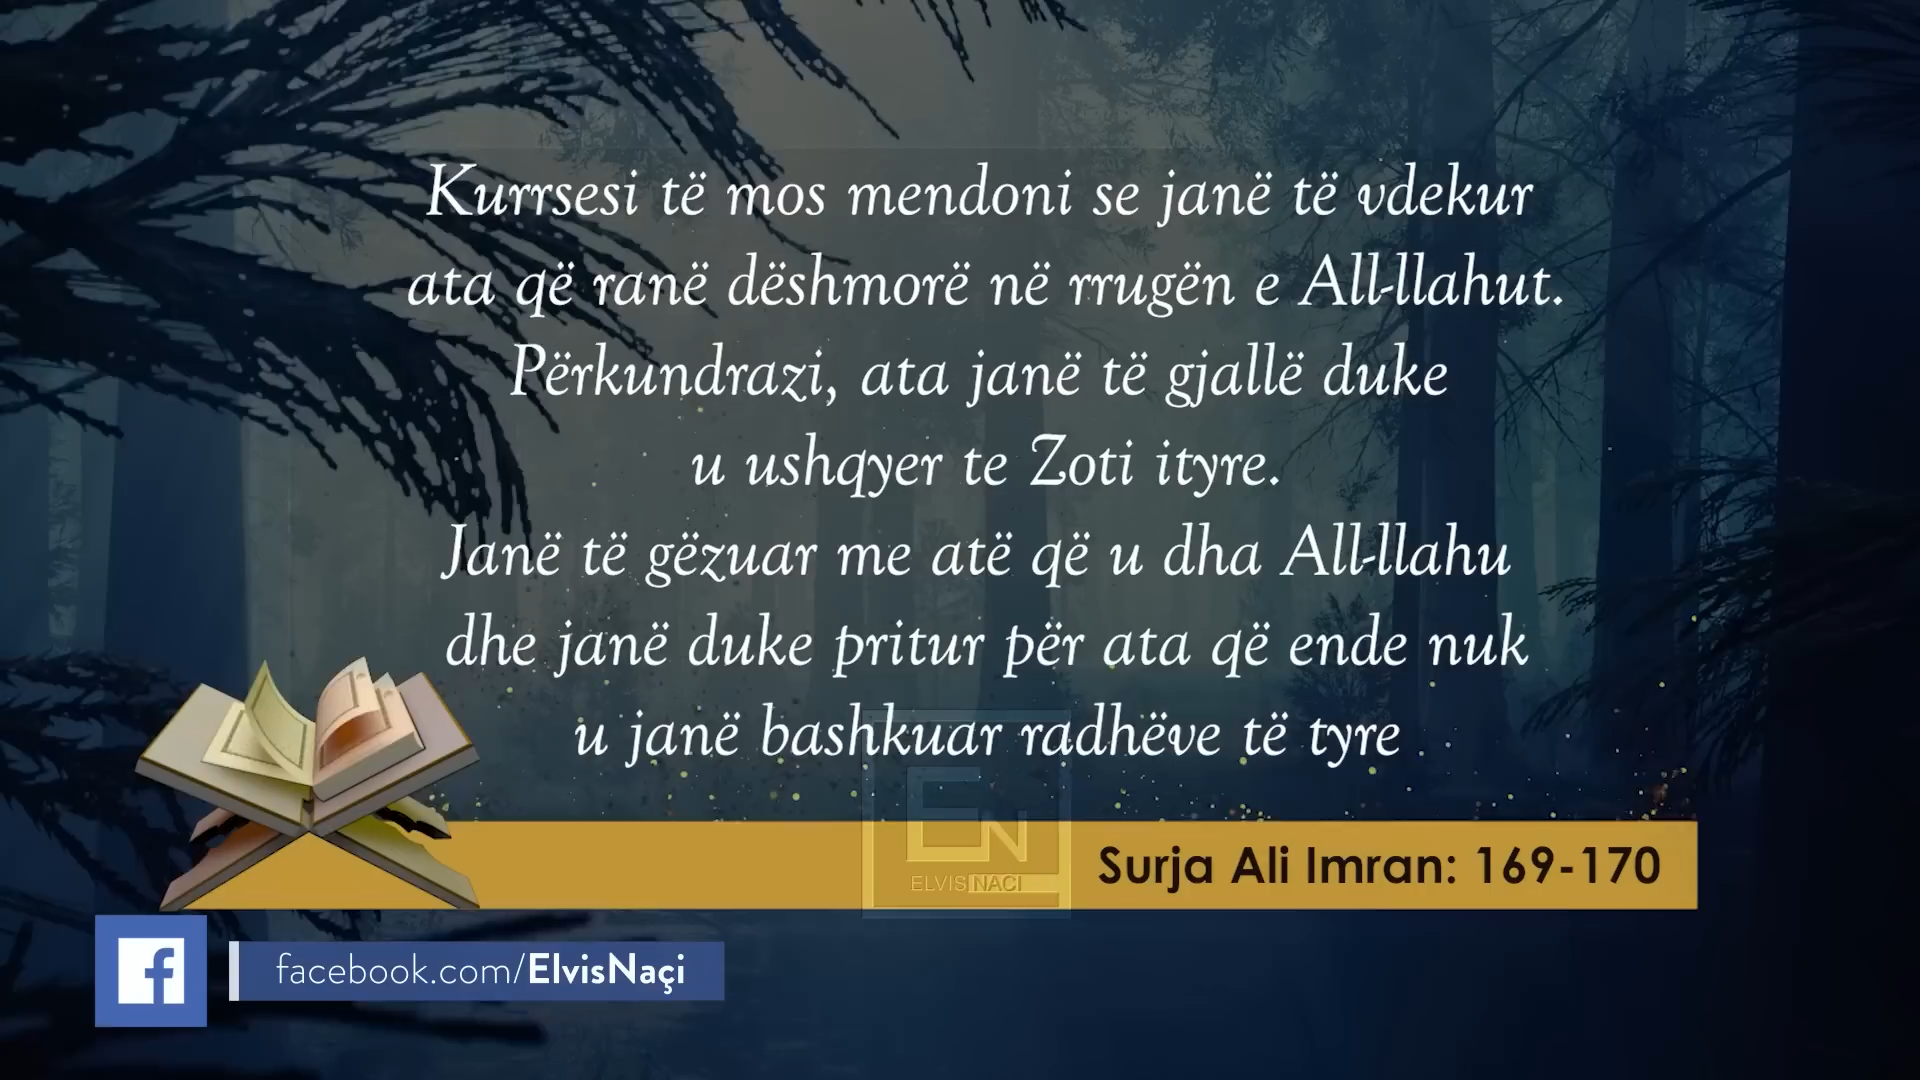 Kurrsesi të mos mendoni se janë të vdekur
ata që ranë dëshmorë në rrugën e All-llahut.
Përkundrazi, ata janë të gjallë duke
u ushqyer te Zoti ityre.
Janë të gëzuar me atë që u dha All-llahu
dhe janë duke pritur për ata që ende nuk
u janë bashkuar radhëve të tyre
EN
ELVIS NACI
Surja Ali Imran: 169-170
facebook.com/ElvisNaçi